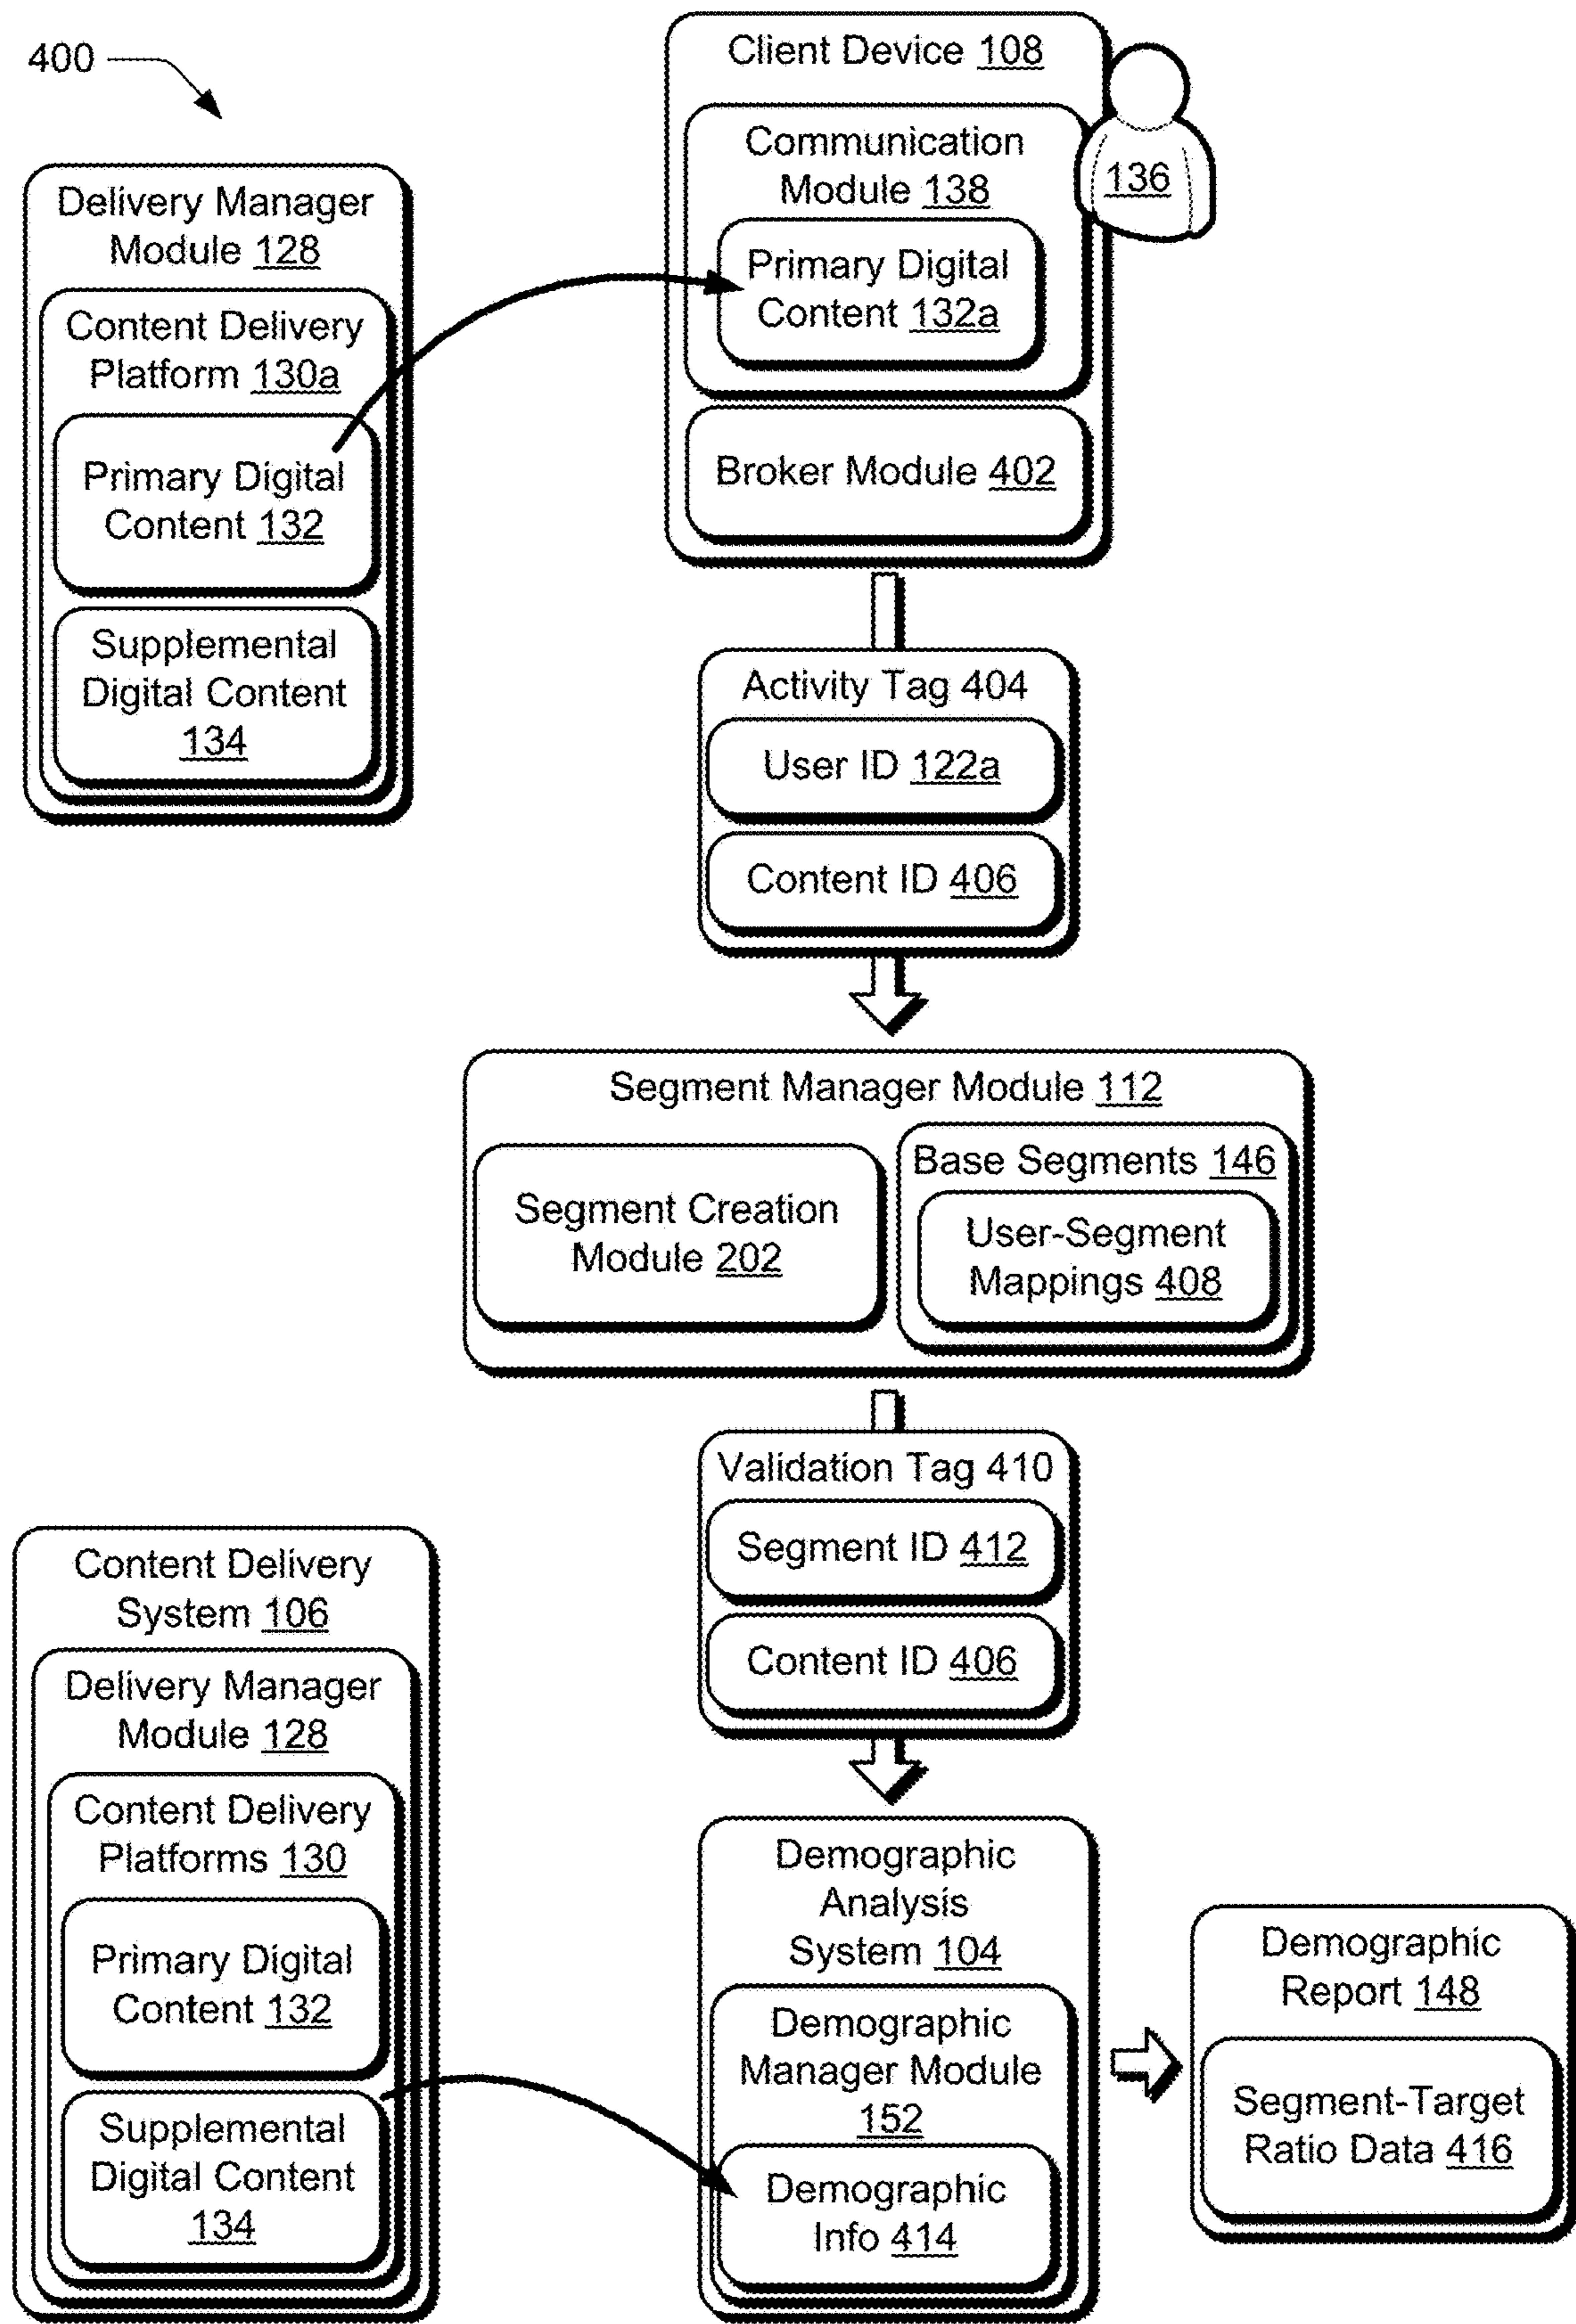 400
Client Device 108
Communication
Module 138
136
Primary Digital
Content 132a
Broker Module 402
Delivery Manager
Module 128
Content Delivery
Platform 130a
Primary Digital
Content 132
Supplemental
Digital Content
134
Activity Tag 404
User ID 122a
Content ID 406
Segment Manager Module 112
Segment Creation
Module 202
Base Segments 146
User-Segment
Mappings 408
Validation Tag 410
Segment ID 412
Content ID 406
Content Delivery
System 106
Delivery Manager
Module 128
Content Delivery
Platforms 130
Primary Digital
Content 132
Supplemental
Digital Content
134
Demographic
Analysis
System 104
Demographic
Manager Module
152
Demographic
Info 414
Demographic
Report 148
Segment-Target
Ratio Data 416